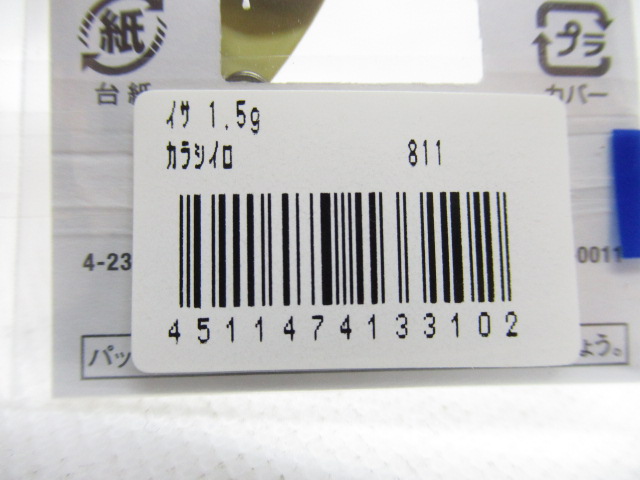 紙
プラ
台紙
カバー
ｲｻ 1.5g
ｶﾗｼｲﾛ 811
4-23
0011
4511474133102
パッ
ょう。